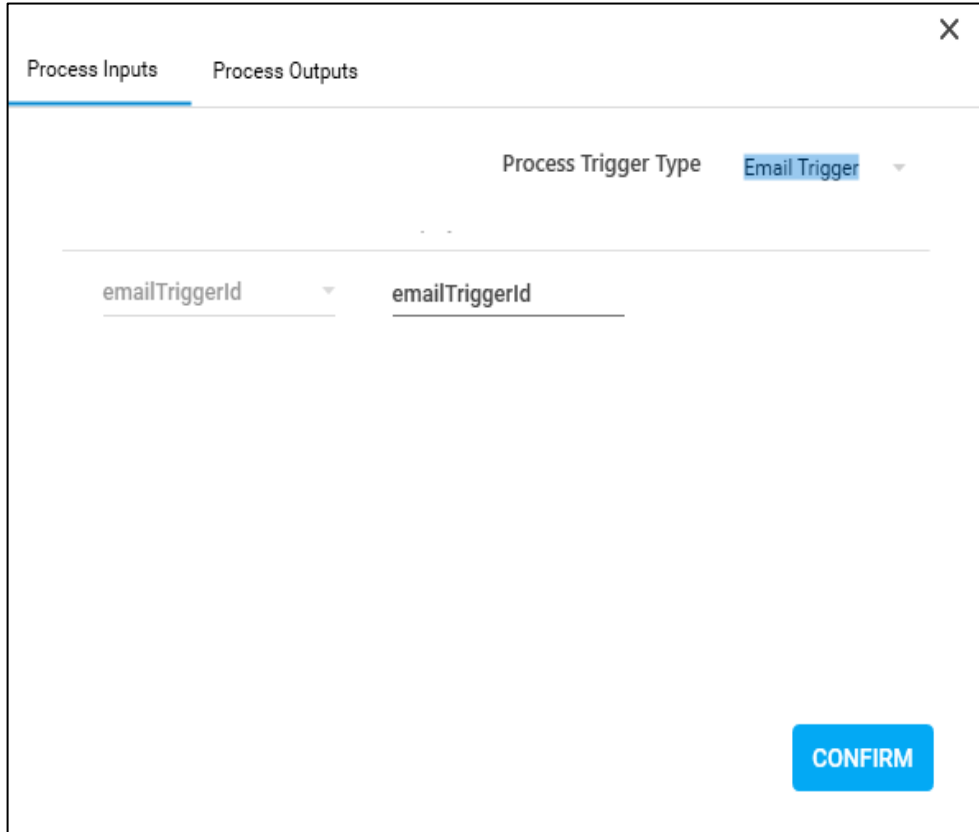 Process Inputs Process Outputs
Process Trigger Type Email Trigger
emailTriggerId emailTriggerId
CONFIRM